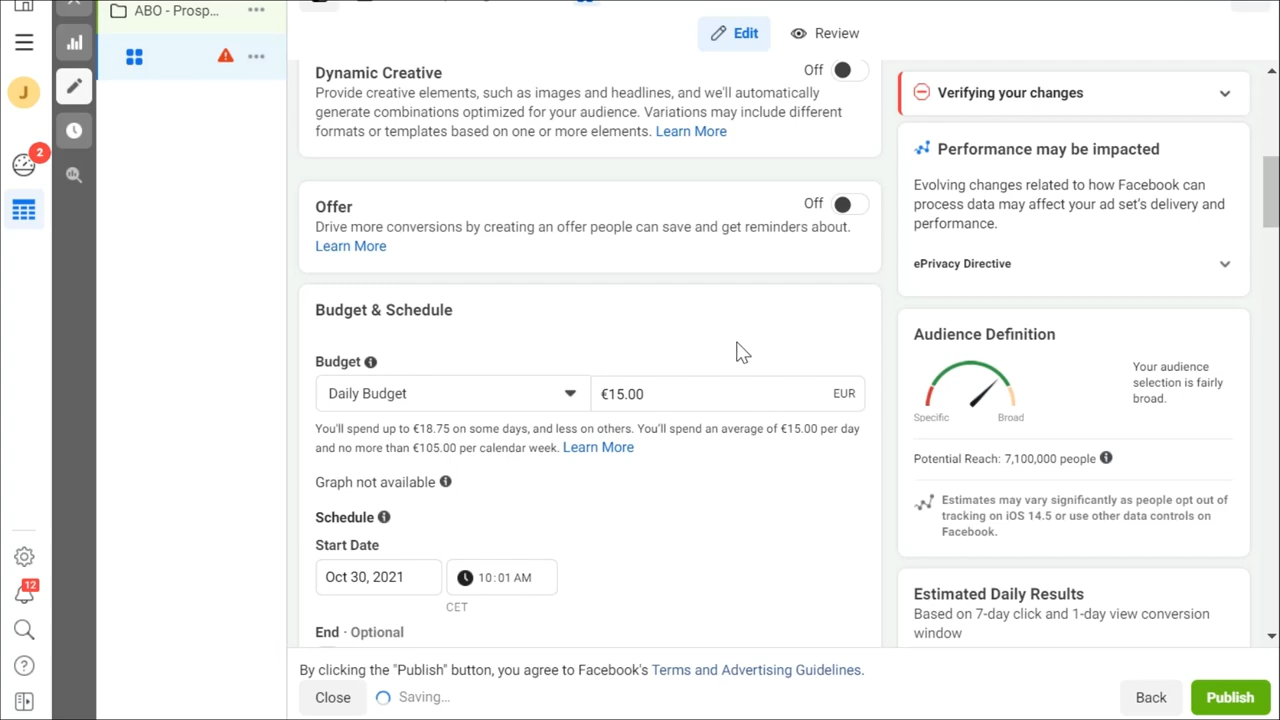 ABO - Prosp...
Edit
Review
J
2
Dynamic Creative
Off
Provide creative elements, such as images and headlines, and we'll automatically
generate combinations optimized for your audience. Variations may include different
formats or templates based on one or more elements. Learn More
Offer
Off
Drive more conversions by creating an offer people can save and get reminders about.
Learn More
Budget & Schedule
Budget
Daily Budget
€15.00
EUR
You'll spend up to €18.75 on some days, and less on others. You'll spend an average of €15.00 per day
and no more than €105.00 per calendar week. Learn More
Graph not available
Schedule
Start Date
Oct 30, 2021
10:01 AM
CET
End · Optional
Verifying your changes
Performance may be impacted
Evolving changes related to how Facebook can
process data may affect your ad set's delivery and
performance.
ePrivacy Directive
Audience Definition
Specific
Broad
Your audience
selection is fairly
broad.
Potential Reach: 7,100,000 people
Estimates may vary significantly as people opt out of
tracking on iOS 14.5 or use other data controls on
Facebook.
Estimated Daily Results
Based on 7-day click and 1-day view conversion
window
12
By clicking the "Publish" button, you agree to Facebook's Terms and Advertising Guidelines.
Close
Saving...
Back
Publish